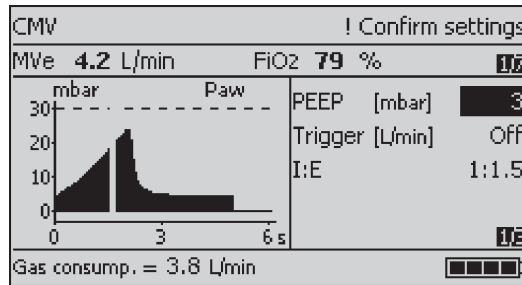 CMV ! Confirm settings
MVe 4.2 L/min FiO2 79 %
mbar Paw
30
20
10
0
0 3 6 s
PEEP [mbar] 3
Trigger [L/min] Off
I:E 1:1.5
Gas consump. = 3.8 L/min